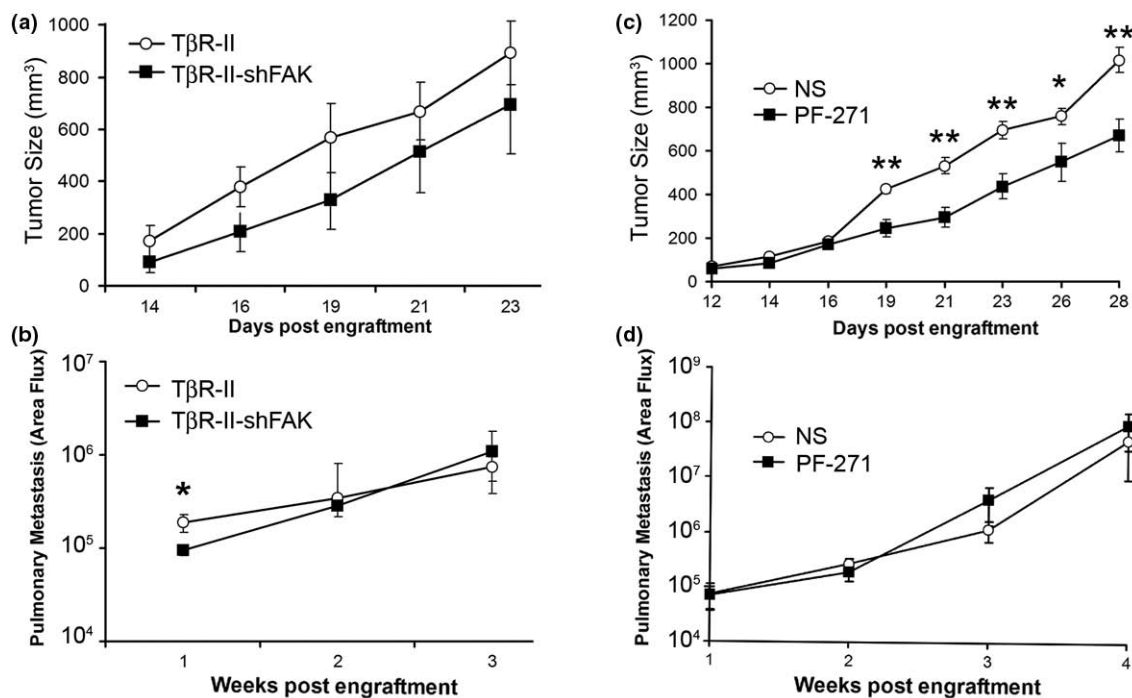 (a)
TβR-II
TβR-II-shFAK
Tumor Size (mm³)
1000
800
600
400
200
0
14 16 19 21 23
Days post engraftment
(b)
TβR-II
TβR-II-shFAK
Pulmonary Metastasis (Area Flux)
10⁷
10⁶
10⁵
10⁴
*
1 2 3
Weeks post engraftment
(c)
NS
PF-271
Tumor Size (mm³)
1200
1000
800
600
400
200
0
** ** ** * **
12 14 16 19 21 23 26 28
Days post engraftment
(d)
NS
PF-271
Pulmonary Metastasis (Area Flux)
10⁹
10⁸
10⁷
10⁶
10⁵
10⁴
1 2 3 4
Weeks post engraftment